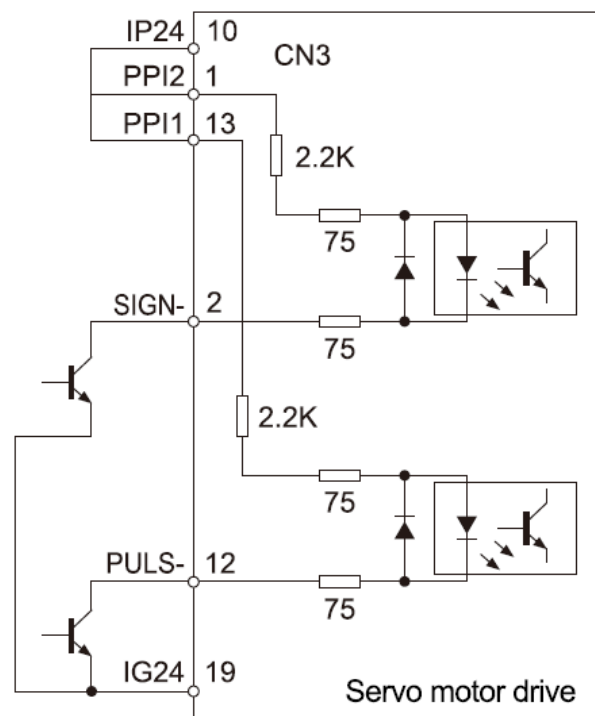 IP24 10
CN3
PPI2 1
PPI1 13
2.2K
75
SIGN- 2
75
2.2K
75
PULS- 12
75
IG24 19
Servo motor drive